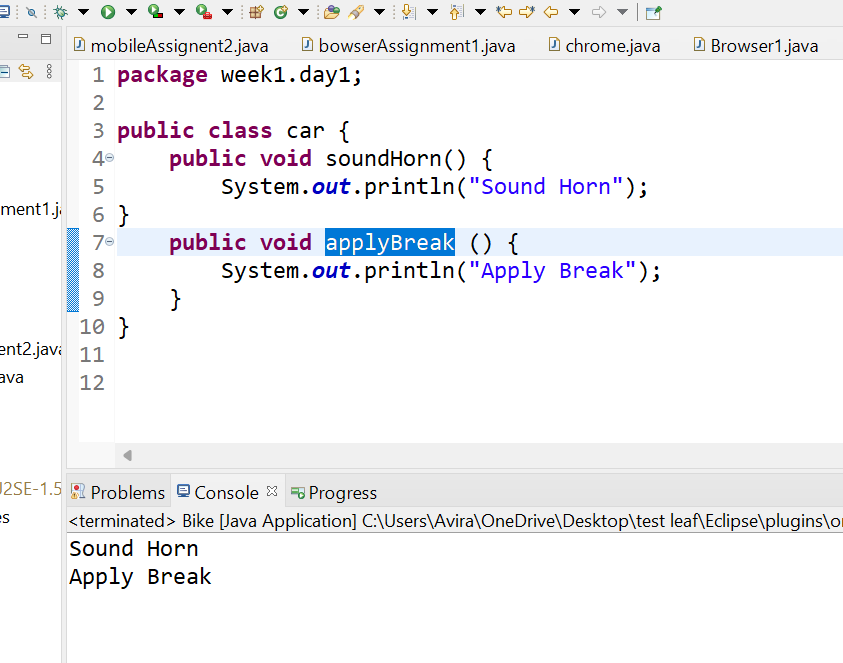 mobileAssignent2.java bowserAssignment1.java chrome.java Browser1.java
1 package week1.day1;
2
3 public class car {
4 public void soundHorn() {
5 System.out.println("Sound Horn");
6 }
7 public void applyBreak () {
8 System.out.println("Apply Break");
9 }
10 }
11
12
ment1.ja
ent2.java
ava
J2SE-1.5
es
Problems Console Progress
<terminated> Bike [Java Application] C:\Users\Avira\OneDrive\Desktop\test leaf\Eclipse\plugins\or
Sound Horn
Apply Break